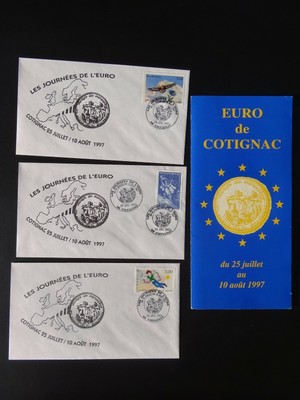 LES JOURNÉES DE L'EURO
COTIGNAC 25 JUILLET / 10 AOÛT 1997
LES JOURNÉES DE L'EURO
COTIGNAC 25 JUILLET / 10 AOÛT 1997
LES JOURNÉES DE L'EURO
COTIGNAC 25 JUILLET / 10 AOÛT 1997
3,00
EURO
de
COTIGNAC
du 25 juillet
au
10 août 1997